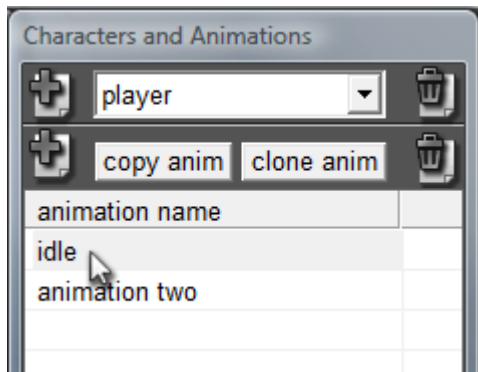 Characters and Animations
player
copy anim clone anim
animation name
idle
animation two